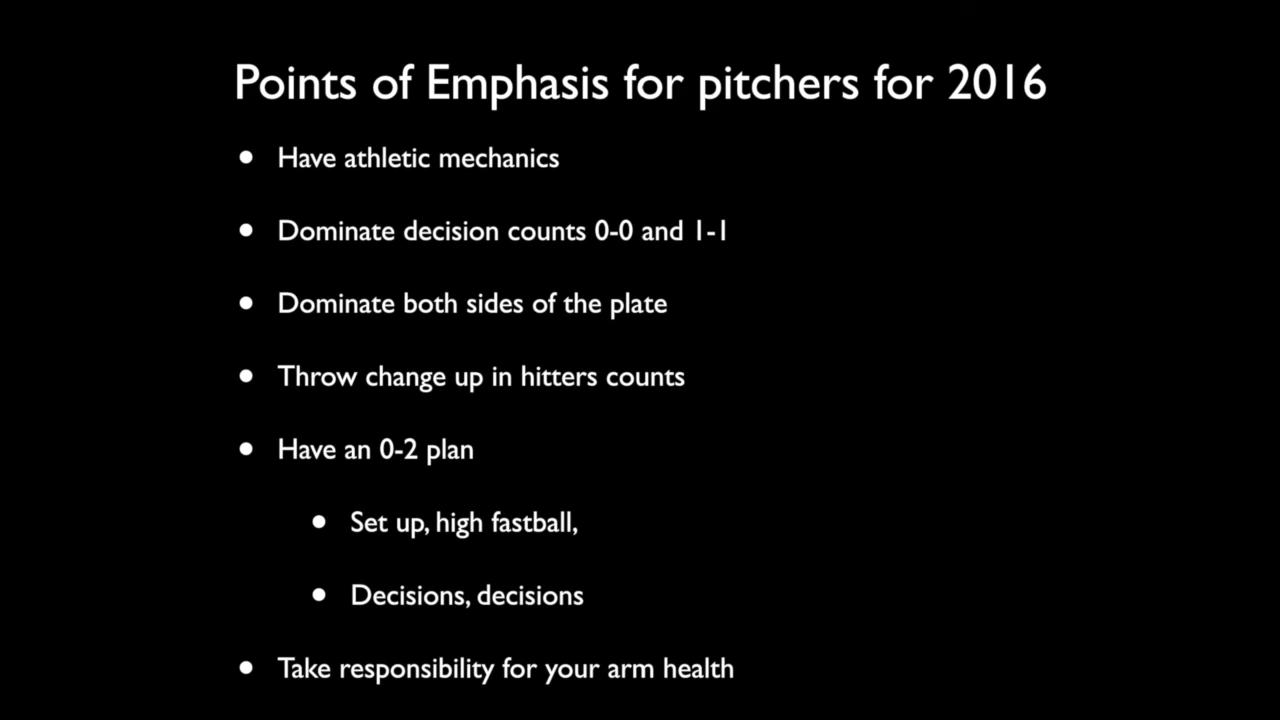 Points of Emphasis for pitchers for 2016
• Have athletic mechanics
• Dominate decision counts 0-0 and 1-1
• Dominate both sides of the plate
• Throw change up in hitters counts
• Have an 0-2 plan
• Set up, high fastball,
• Decisions, decisions
• Take responsibility for your arm health